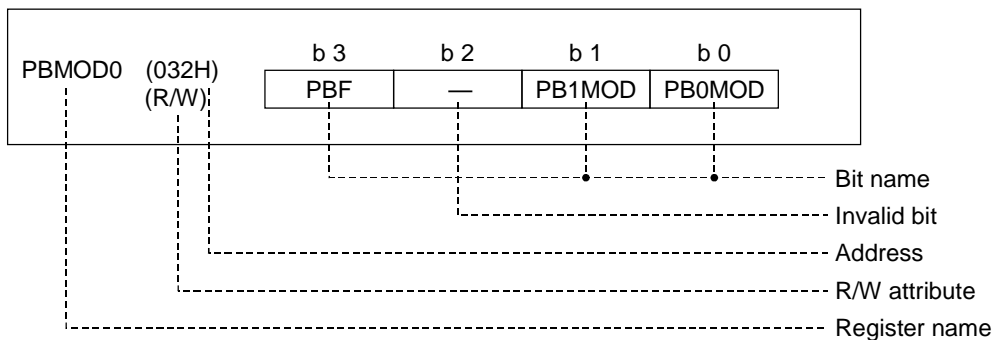 b 3 b 2 b 1 b 0
PBMOD0 (032H) PBF — PB1MOD PB0MOD
(R/W)
Bit name
Invalid bit
Address
R/W attribute
Register name